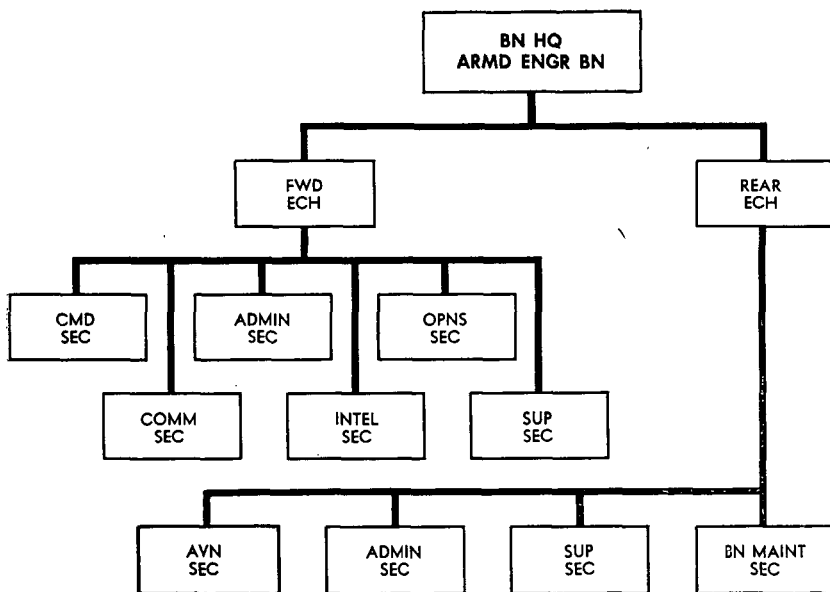 BN HQ
ARMD ENGR BN
FWD
ECH
REAR
ECH
CMD
SEC
ADMIN
SEC
OPNS
SEC
COMM
SEC
INTEL
SEC
SUP
SEC
AVN
SEC
ADMIN
SEC
SUP
SEC
BN MAINT
SEC